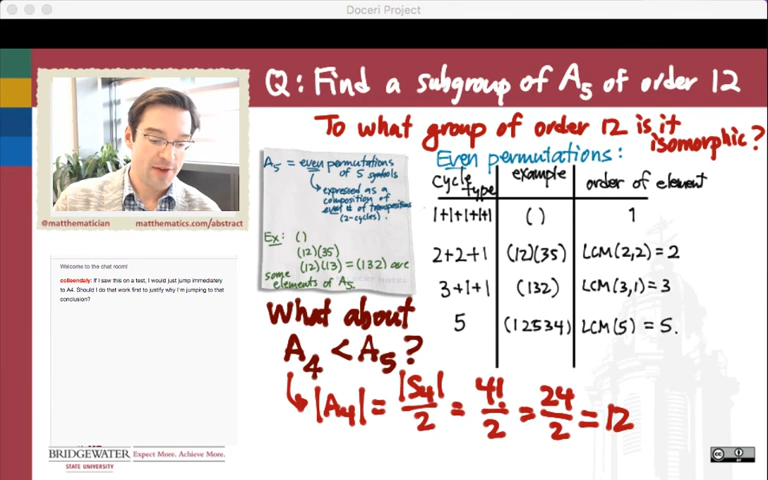 Doceri Project
Q: Find a subgroup of A5 of order 12
To what group of order 12 is it
isomorphic?
A5 = even permutations
of 5 symbols
expressed as a
composition of
even # of transpositions
(2-cycles).
Ex: ()
(12)(35)
(12)(13) = (132) are
some
elements of A5.
Even permutations:
cycle type example order of element
1+1+1+1+1 ( ) 1
2+2+1 (12)(35) LCM(2,2) = 2
3+1+1 (132) LCM(3,1) = 3
5 (12534) LCM(5) = 5.
What about
A4 < A5?
|A4| = |S4|/2 = 4!/2 = 24/2 = 12
@matthematician matthematics.com/abstract
Welcome to the chat room!
colleendaly: If I saw this on a test, I would just jump immediately
to A4. Should I do that work first to justify why I'm jumping to that
conclusion?
BRIDGEWATER Expect More. Achieve More.
STATE UNIVERSITY
cc